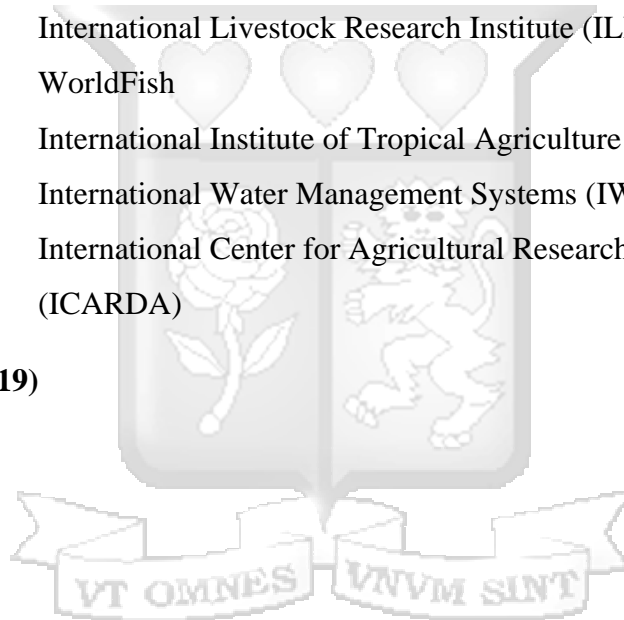 International Livestock Research Institute (IL
WorldFish
International Institute of Tropical Agriculture
International Water Management Systems (IW
International Center for Agricultural Research
(ICARDA)
19)
VT OMNES VNVM SINT